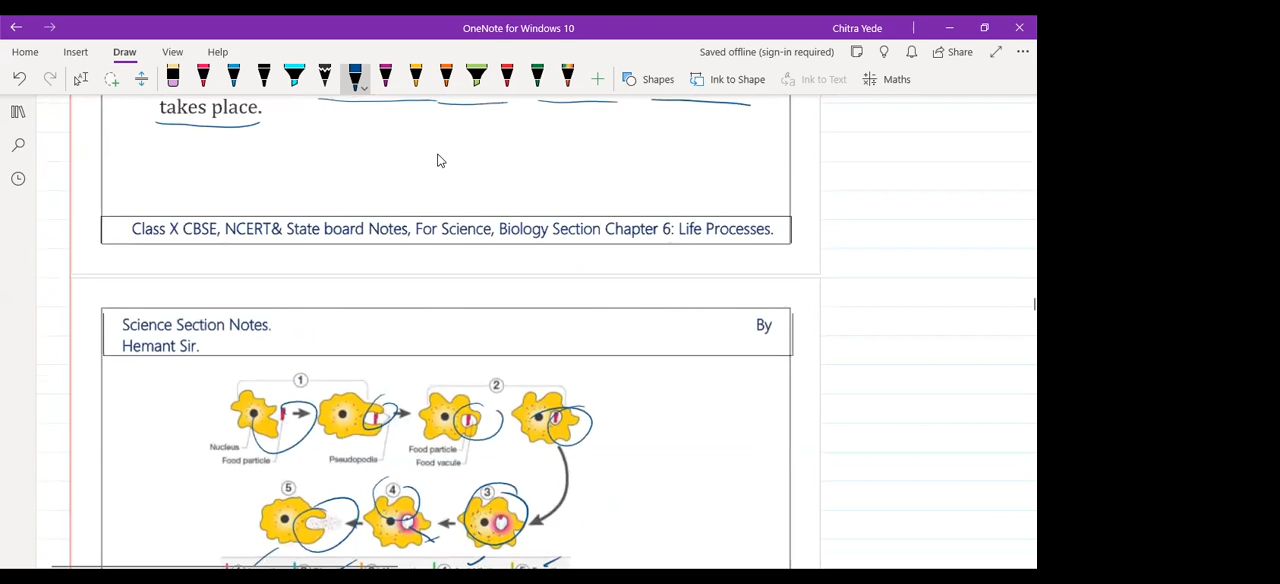 OneNote for Windows 10
Chitra Yede
Home Insert Draw View Help
Saved offline (sign-in required)
Share
Shapes
Ink to Shape
Ink to Text
Maths
takes place.
Class X CBSE, NCERT& State board Notes, For Science, Biology Section Chapter 6: Life Processes.
Science Section Notes. By
Hemant Sir.
1
2
Nucleus
Food particle
Pseudopodia
Food particle
Food vacule
5
4
3